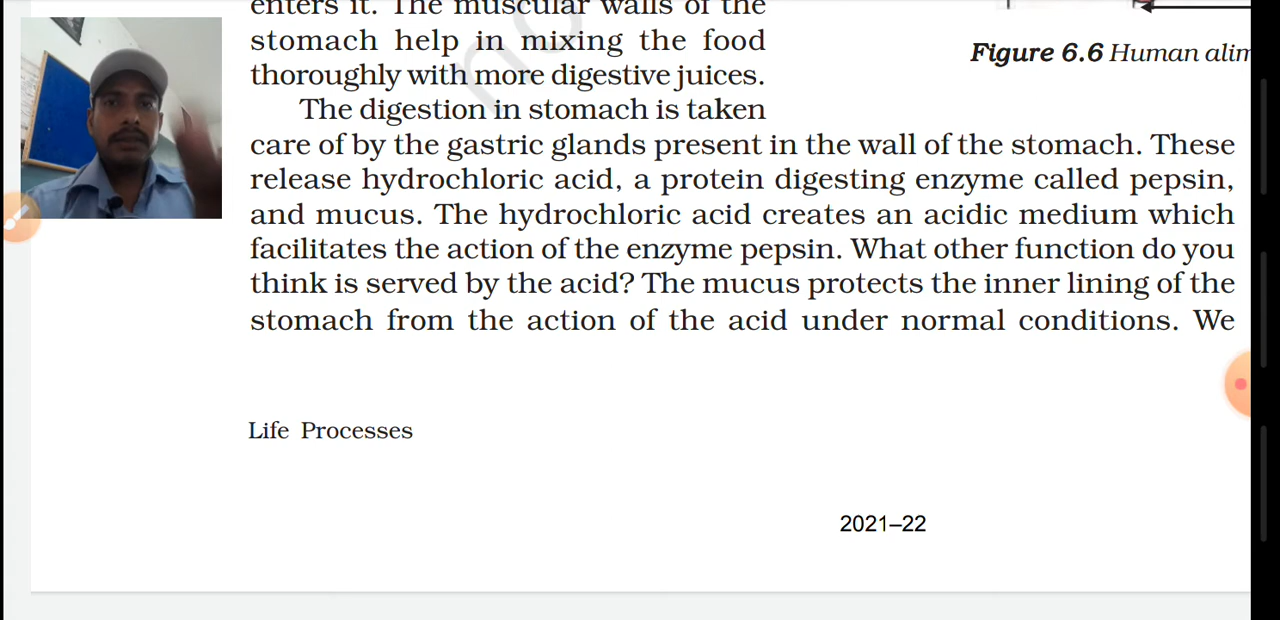 enters it. The muscular walls of the
stomach help in mixing the food
thoroughly with more digestive juices.
The digestion in stomach is taken
care of by the gastric glands present in the wall of the stomach. These
release hydrochloric acid, a protein digesting enzyme called pepsin,
and mucus. The hydrochloric acid creates an acidic medium which
facilitates the action of the enzyme pepsin. What other function do you
think is served by the acid? The mucus protects the inner lining of the
stomach from the action of the acid under normal conditions. We
Figure 6.6 Human alim
Life Processes
2021–22